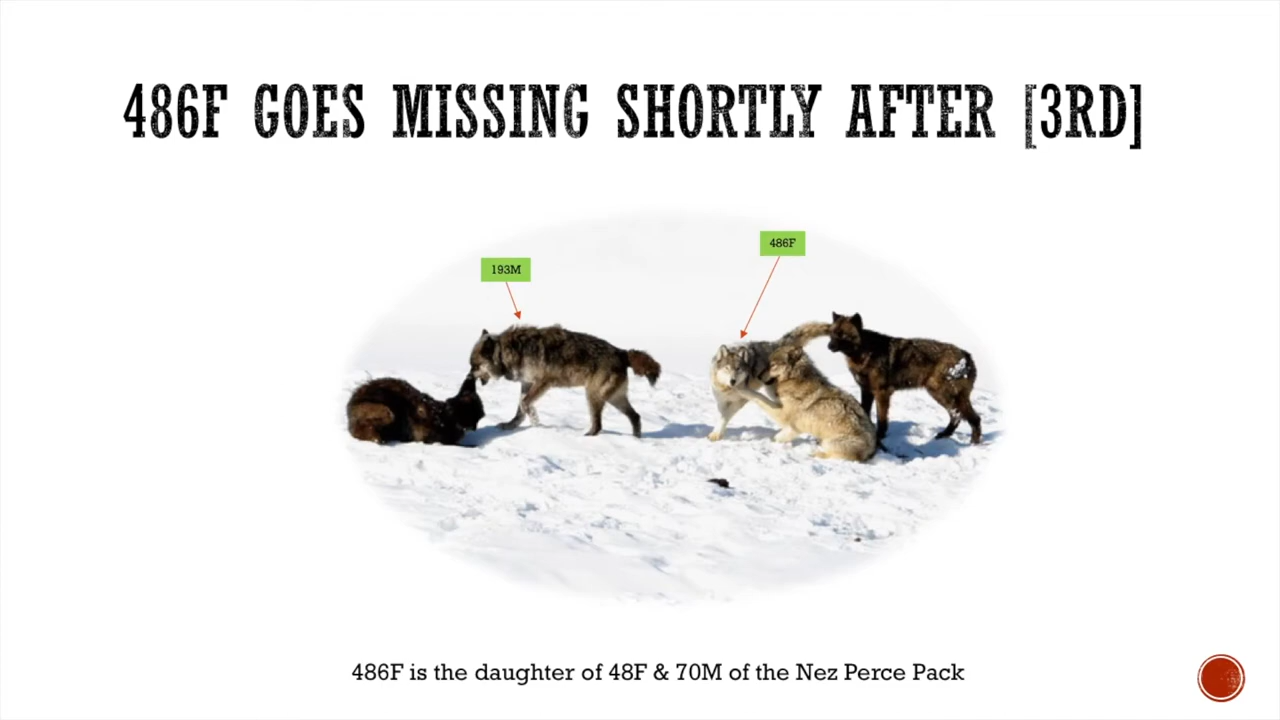 486F GOES MISSING SHORTLY AFTER [3RD]
486F
193M
486F is the daughter of 48F & 70M of the Nez Perce Pack